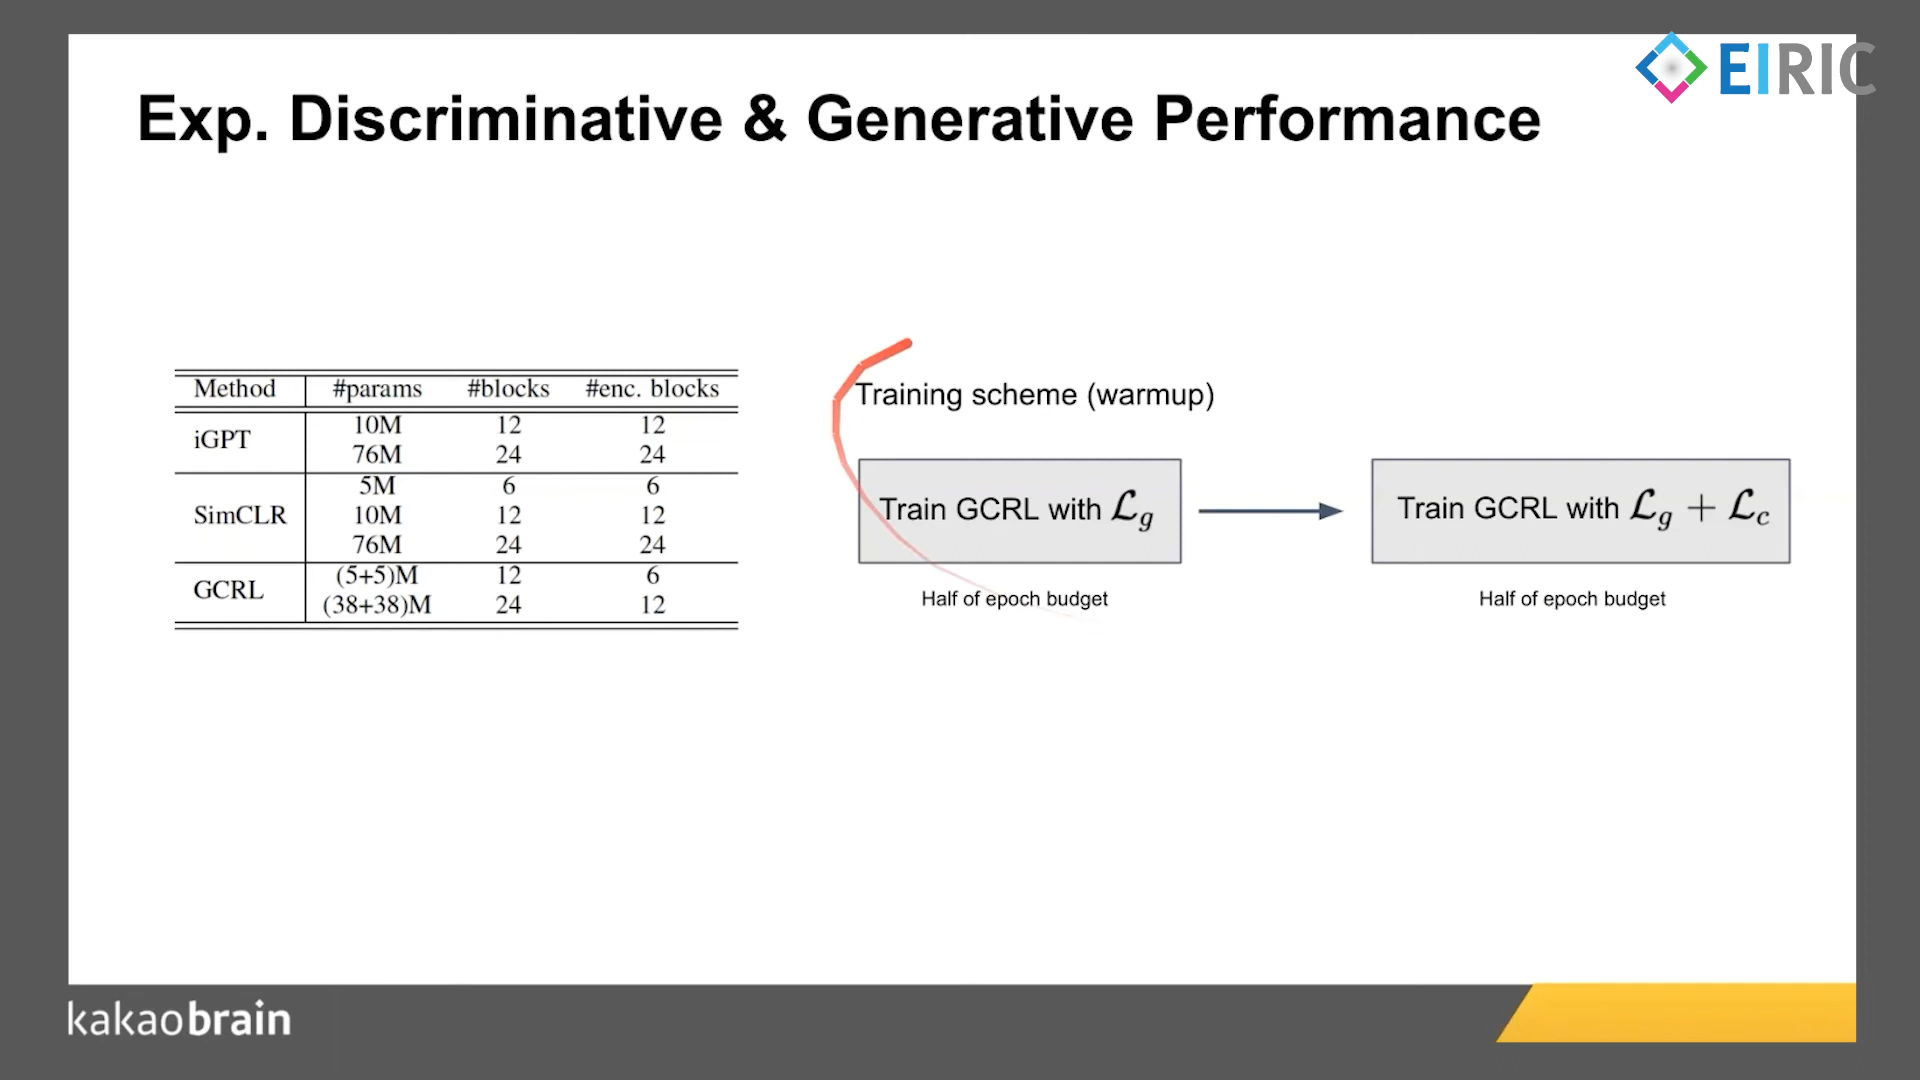 EIRIC
Exp. Discriminative & Generative Performance
Method #params #blocks #enc. blocks
iGPT
10M 12 12
76M 24 24
SimCLR
5M 6 6
10M 12 12
76M 24 24
GCRL
(5+5)M 12 6
(38+38)M 24 12
Training scheme (warmup)
Train GCRL with ℒg
Half of epoch budget
Train GCRL with ℒg + ℒc
Half of epoch budget
kakaobrain